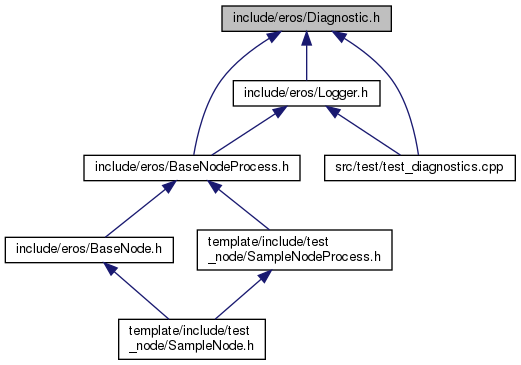 include/eros/Diagnostic.h
include/eros/Logger.h
include/eros/BaseNodeProcess.h
src/test/test_diagnostics.cpp
include/eros/BaseNode.h
template/include/test
_node/SampleNodeProcess.h
template/include/test
_node/SampleNode.h